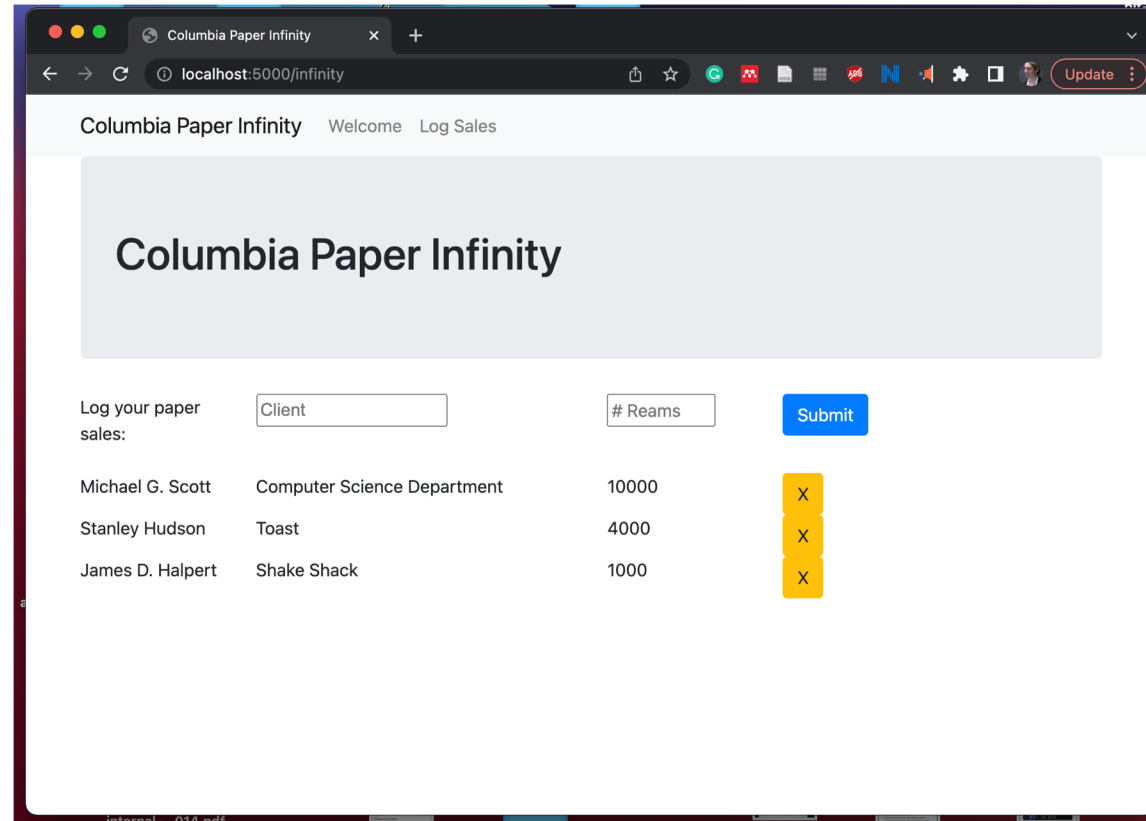 Columbia Paper Infinity
localhost:5000/infinity
Update
Columbia Paper Infinity Welcome Log Sales
Columbia Paper Infinity
Log your paper sales: Client # Reams Submit
Michael G. Scott Computer Science Department 10000 X
Stanley Hudson Toast 4000 X
James D. Halpert Shake Shack 1000 X